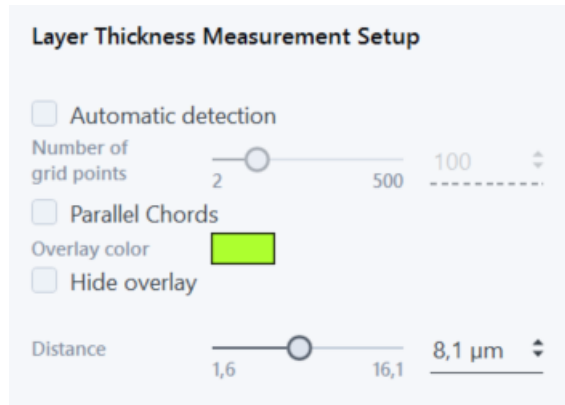 Layer Thickness Measurement Setup
Automatic detection
Number of
grid points
2
500
100
Parallel Chords
Overlay color
Hide overlay
Distance
1,6
16,1
8,1 µm